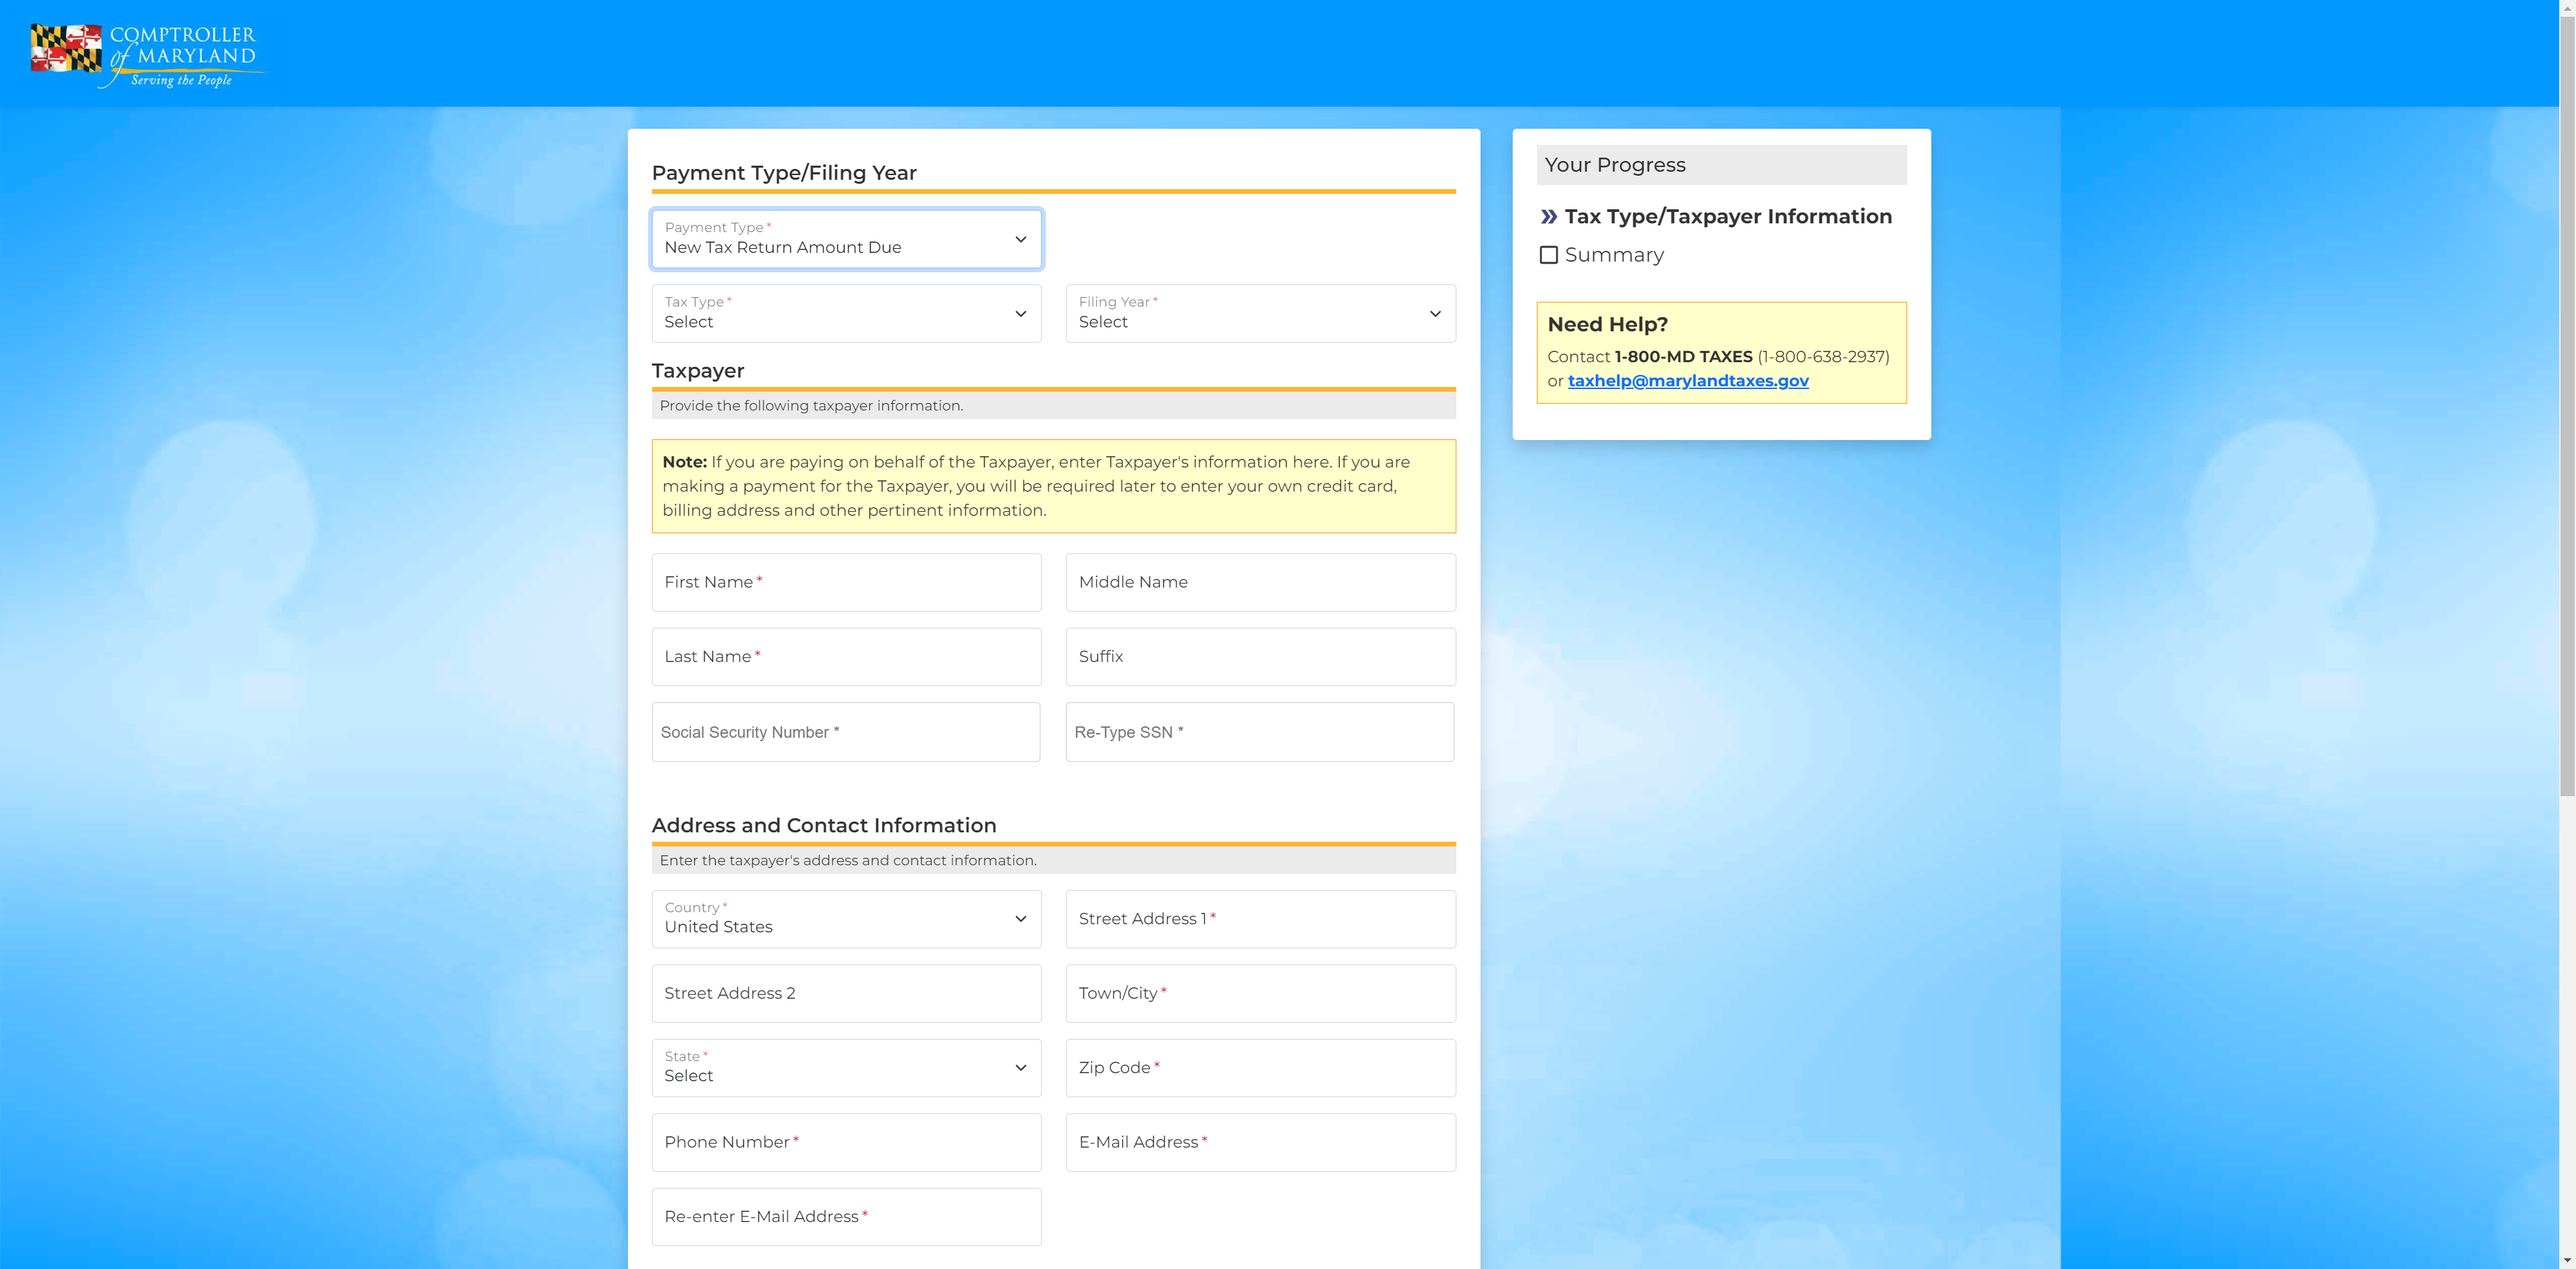 COMPTROLLER
of MARYLAND
Serving the People
Payment Type/Filing Year
Payment Type *
New Tax Return Amount Due
Tax Type *
Select
Filing Year *
Select
Taxpayer
Provide the following taxpayer information.
Note: If you are paying on behalf of the Taxpayer, enter Taxpayer's information here. If you are
making a payment for the Taxpayer, you will be required later to enter your own credit card,
billing address and other pertinent information.
First Name *
Middle Name
Last Name *
Suffix
Social Security Number *
Re-Type SSN *
Address and Contact Information
Enter the taxpayer's address and contact information.
Country *
United States
Street Address 1 *
Street Address 2
Town/City *
State *
Select
Zip Code *
Phone Number *
E-Mail Address *
Re-enter E-Mail Address *
Your Progress
Tax Type/Taxpayer Information
Summary
Need Help?
Contact 1-800-MD TAXES (1-800-638-2937)
or taxhelp@marylandtaxes.gov